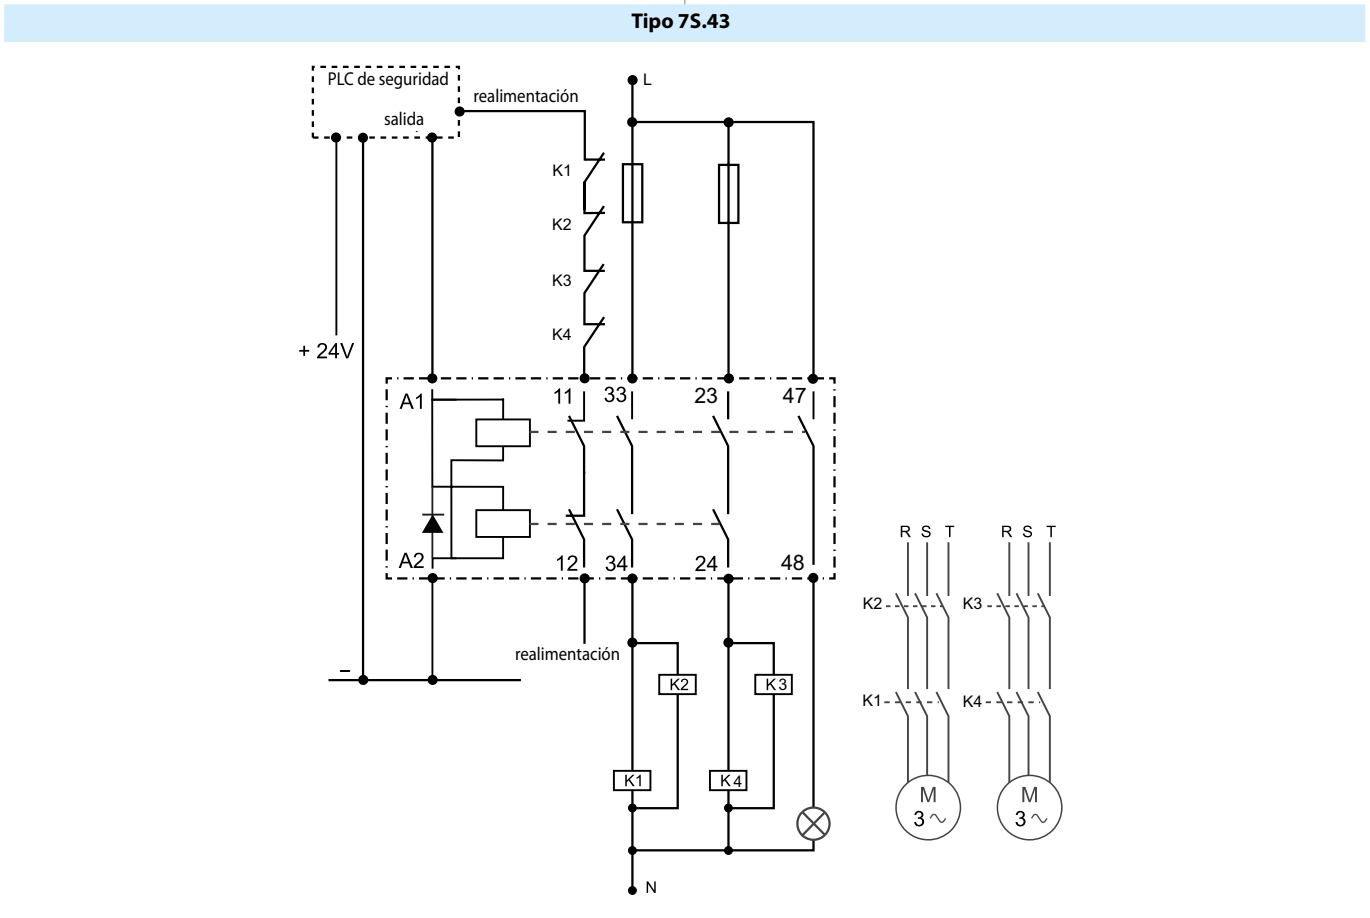 Tipo 7S.43
PLC de seguridad
salida
realimentación
L
K1
K2
K3
K4
+ 24V
A1
11
33
23
47
A2
12
34
24
48
–
realimentación
K2
K3
K1
K4
N
R S T
R S T
K2
K3
K1
K4
M
3 ~
M
3 ~